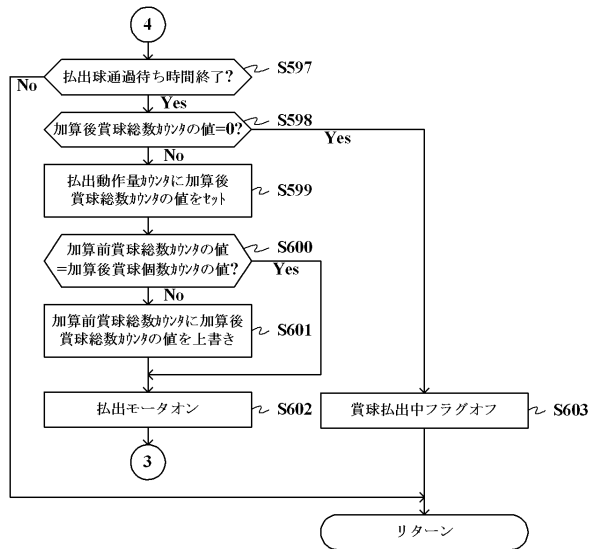 4
払出球通過待ち時間終了?
S597
No
Yes
加算後賞球総数ｶｳﾝﾀの値=0?
S598
Yes
No
払出動作量ｶｳﾝﾀに加算後
賞球総数ｶｳﾝﾀの値をセット
S599
加算前賞球総数ｶｳﾝﾀの値
=加算後賞球個数ｶｳﾝﾀの値?
S600
Yes
No
加算前賞球総数ｶｳﾝﾀに加算後
賞球総数ｶｳﾝﾀの値を上書き
S601
払出モータオン
S602
賞球払出中フラグオフ
S603
3
リターン